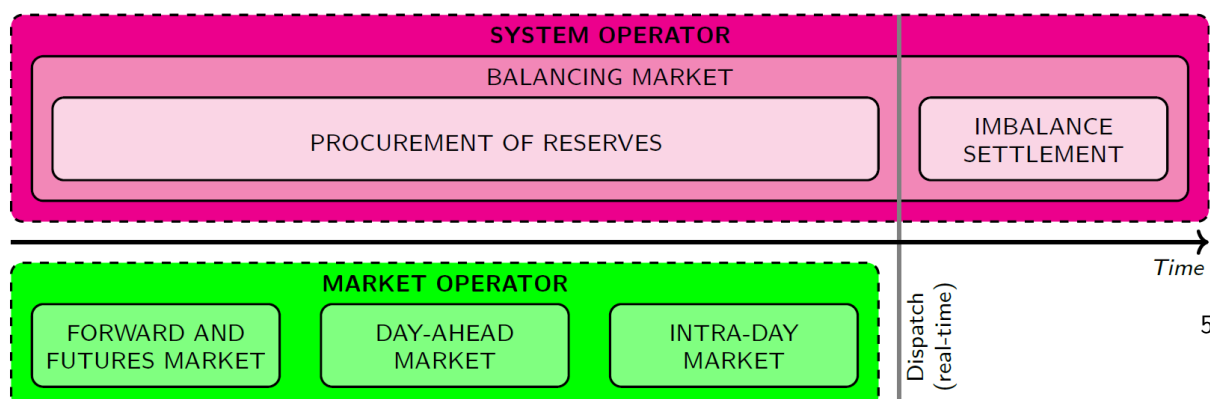 SYSTEM OPERATOR
BALANCING MARKET
PROCUREMENT OF RESERVES
IMBALANCE
SETTLEMENT
Time
MARKET OPERATOR
FORWARD AND
FUTURES MARKET
DAY-AHEAD
MARKET
INTRA-DAY
MARKET
Dispatch
(real-time)
5